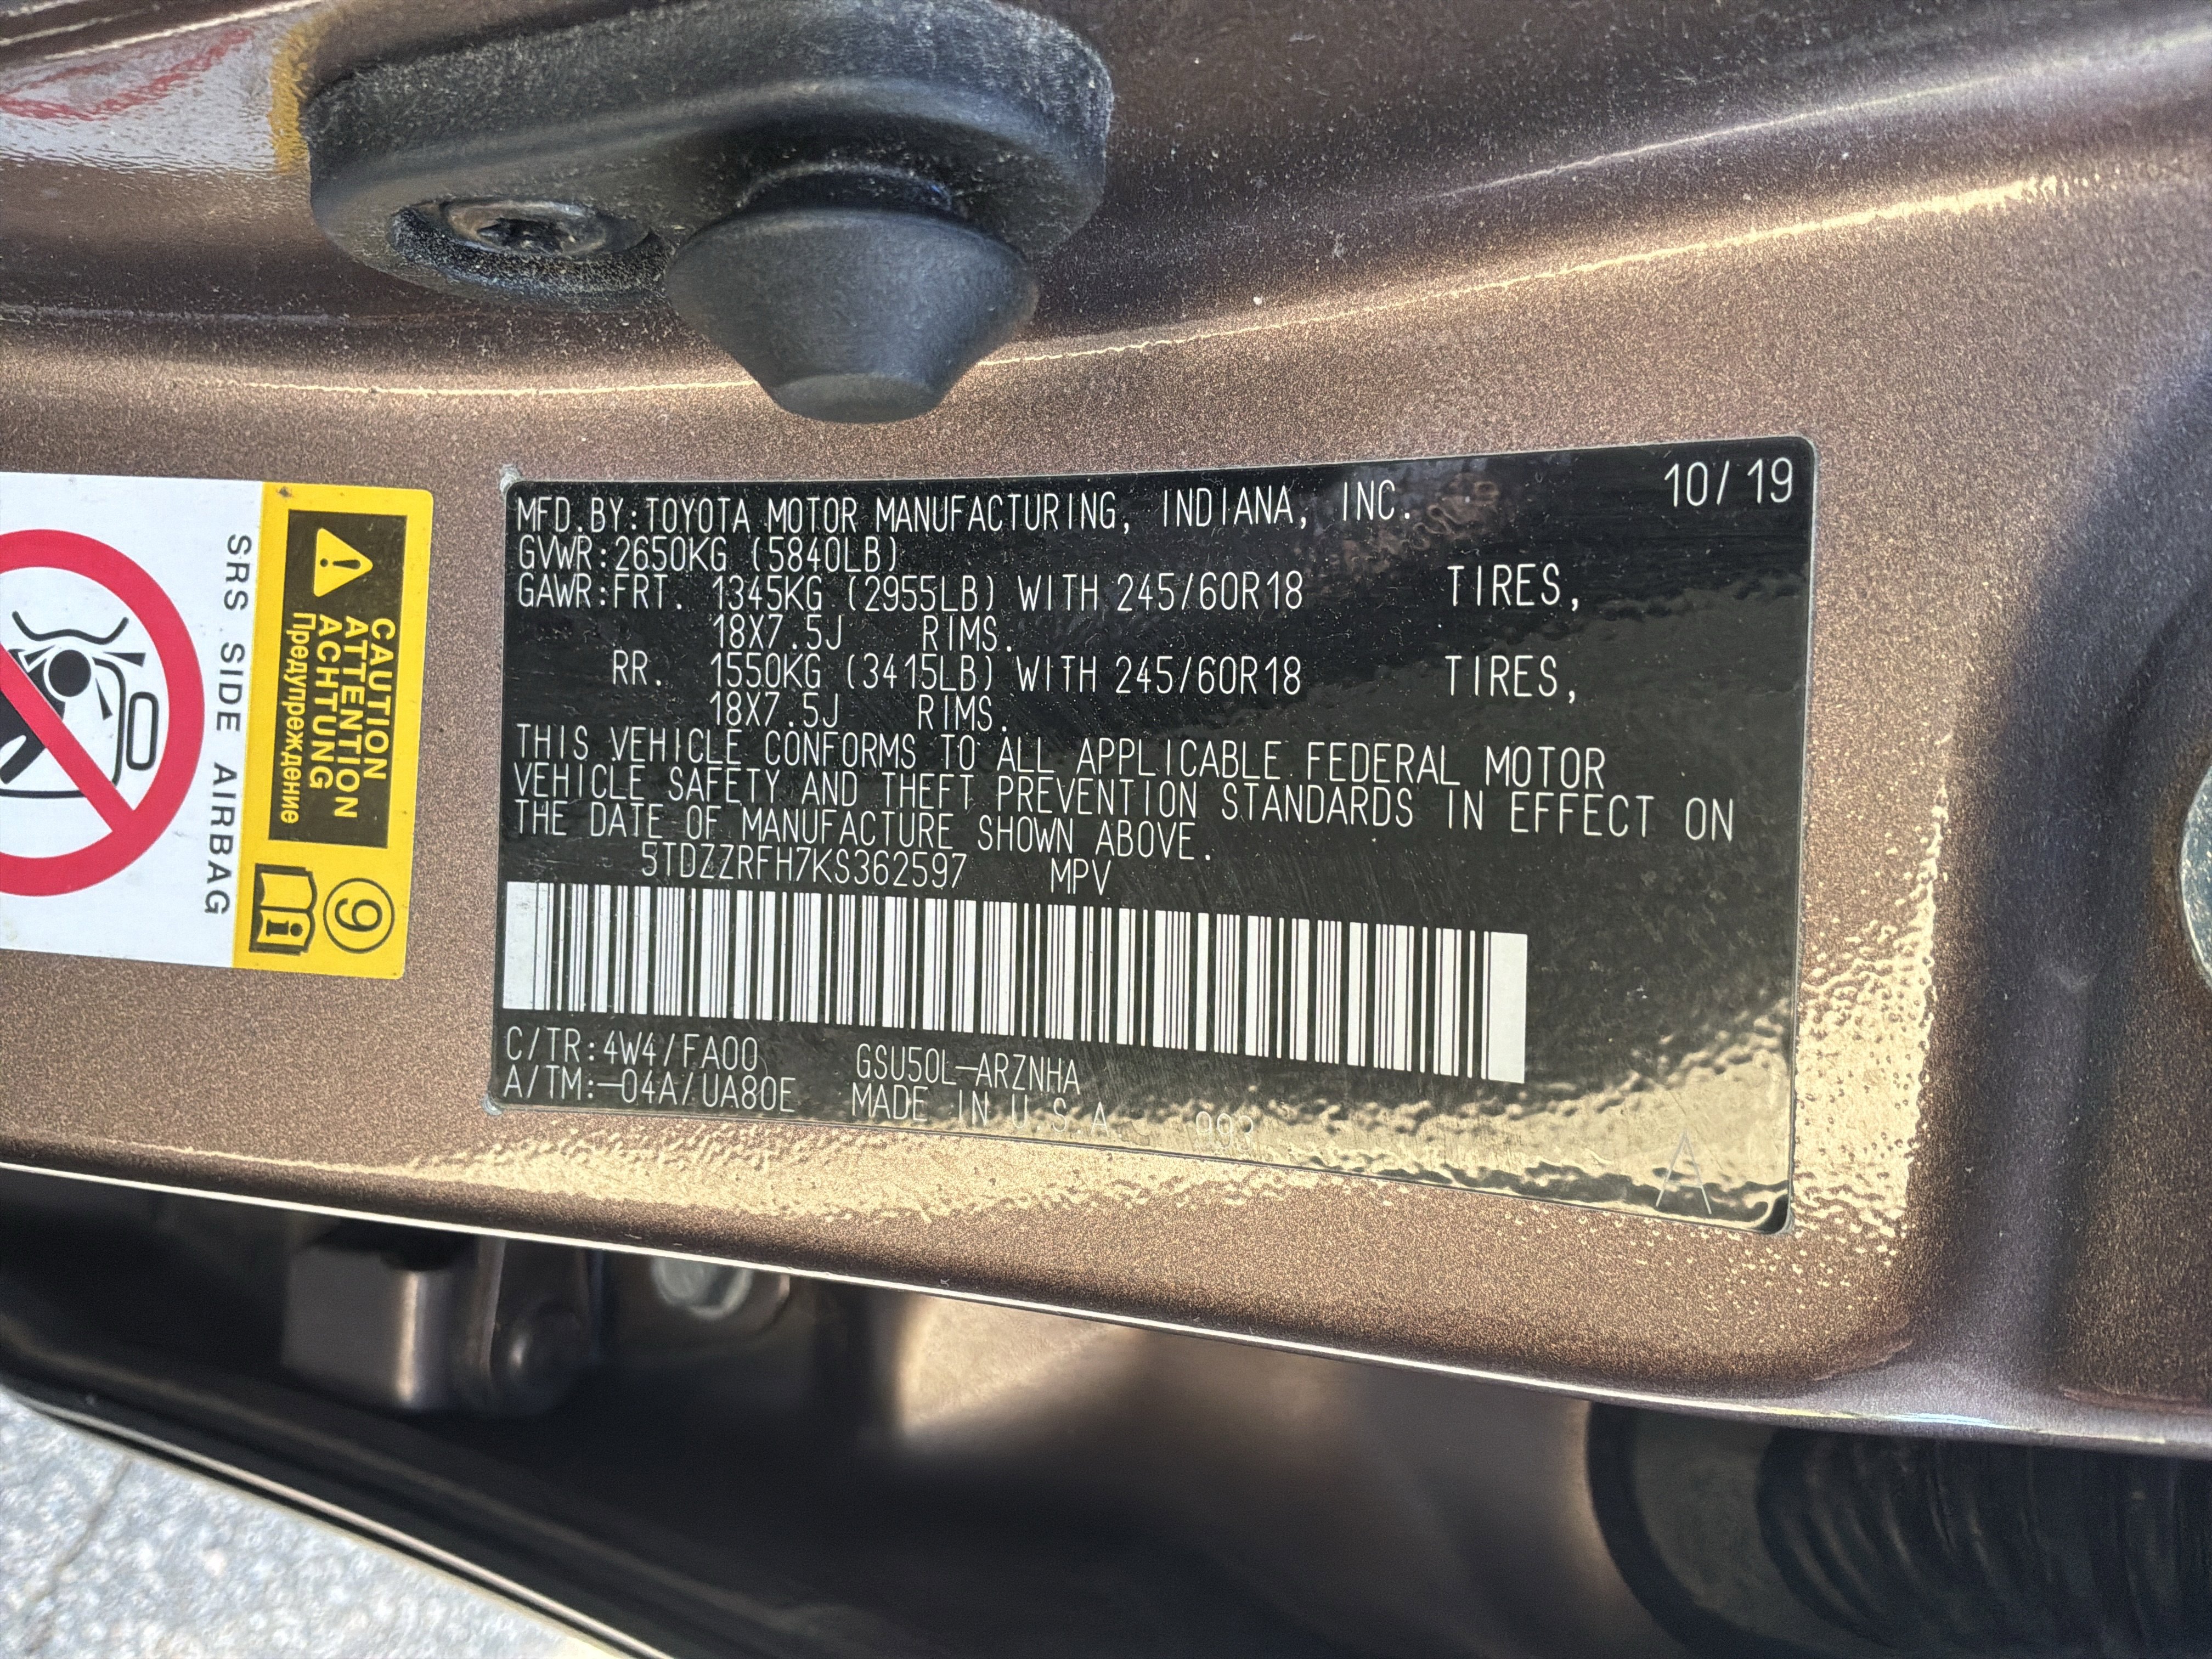 MFD.BY:TOYOTA MOTOR MANUFACTURING, INDIANA, INC. 10/19
GVWR:2650KG (5840LB)
GAWR:FRT. 1345KG (2955LB) WITH 245/60R18 TIRES,
18X7.5J RIMS.
RR. 1550KG (3415LB) WITH 245/60R18 TIRES,
18X7.5J RIMS.
THIS VEHICLE CONFORMS TO ALL APPLICABLE FEDERAL MOTOR
VEHICLE SAFETY AND THEFT PREVENTION STANDARDS IN EFFECT ON
THE DATE OF MANUFACTURE SHOWN ABOVE.
5TDZZRFH7KS362597 MPV
C/TR:4W4/FA00 GSU50L-ARZNHA
A/TM:-04A/UA80E MADE IN U.S.A.
A
CAUTION
ATTENTION
ACHTUNG
Предупреждение
9
i
SRS SIDE AIRBAG